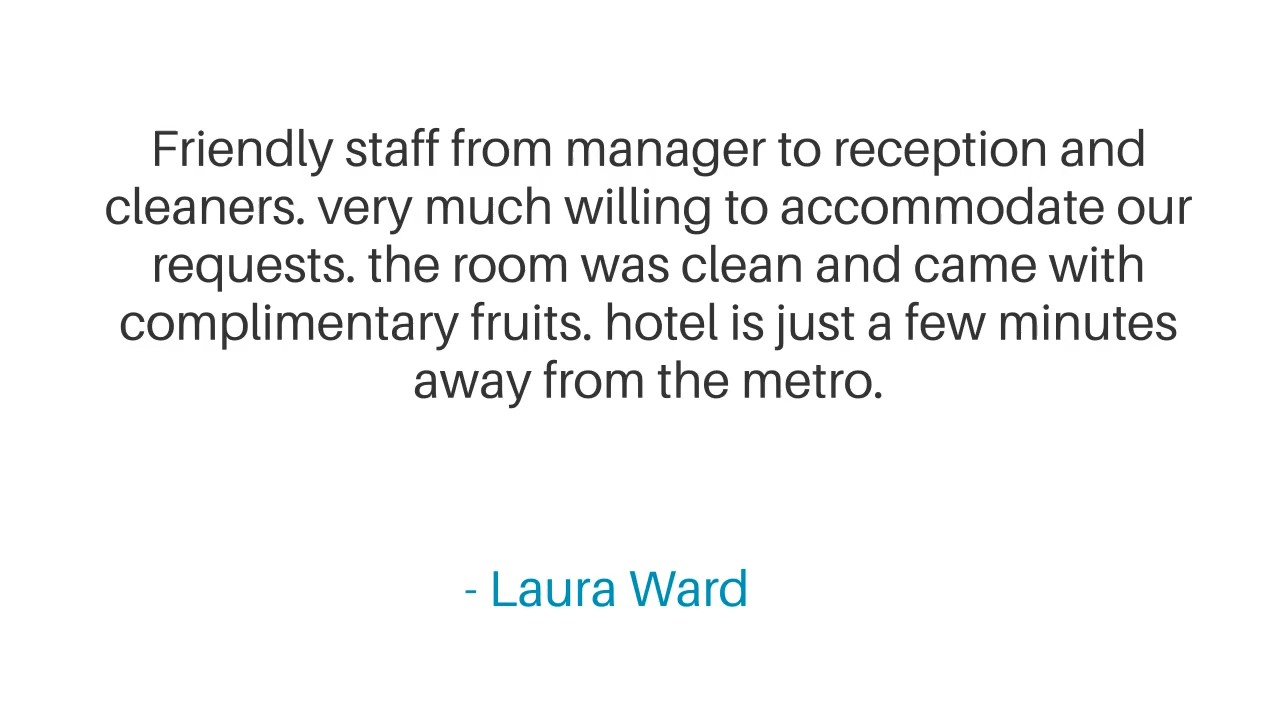 Friendly staff from manager to reception and
cleaners. very much willing to accommodate our
requests. the room was clean and came with
complimentary fruits. hotel is just a few minutes
away from the metro.
- Laura Ward